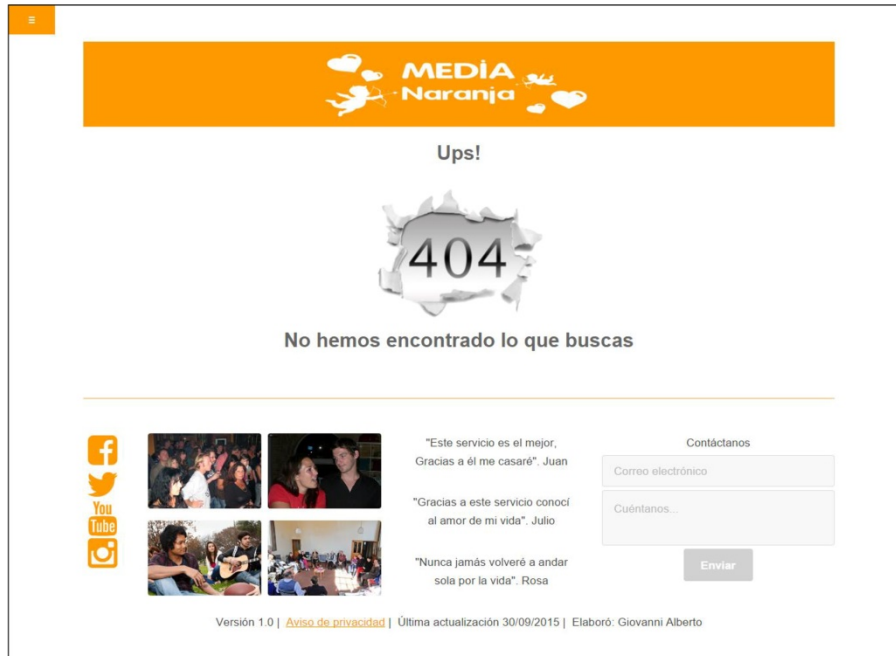 MEDIA
Naranja
Ups!
404
No hemos encontrado lo que buscas
You
Tube
"Este servicio es el mejor,
Gracias a él me casaré". Juan
"Gracias a este servicio conocí
al amor de mi vida". Julio
"Nunca jamás volveré a andar
sola por la vida". Rosa
Contáctanos
Correo electrónico
Cuéntanos...
Enviar
Versión 1.0 | Aviso de privacidad | Última actualización 30/09/2015 | Elaboró: Giovanni Alberto